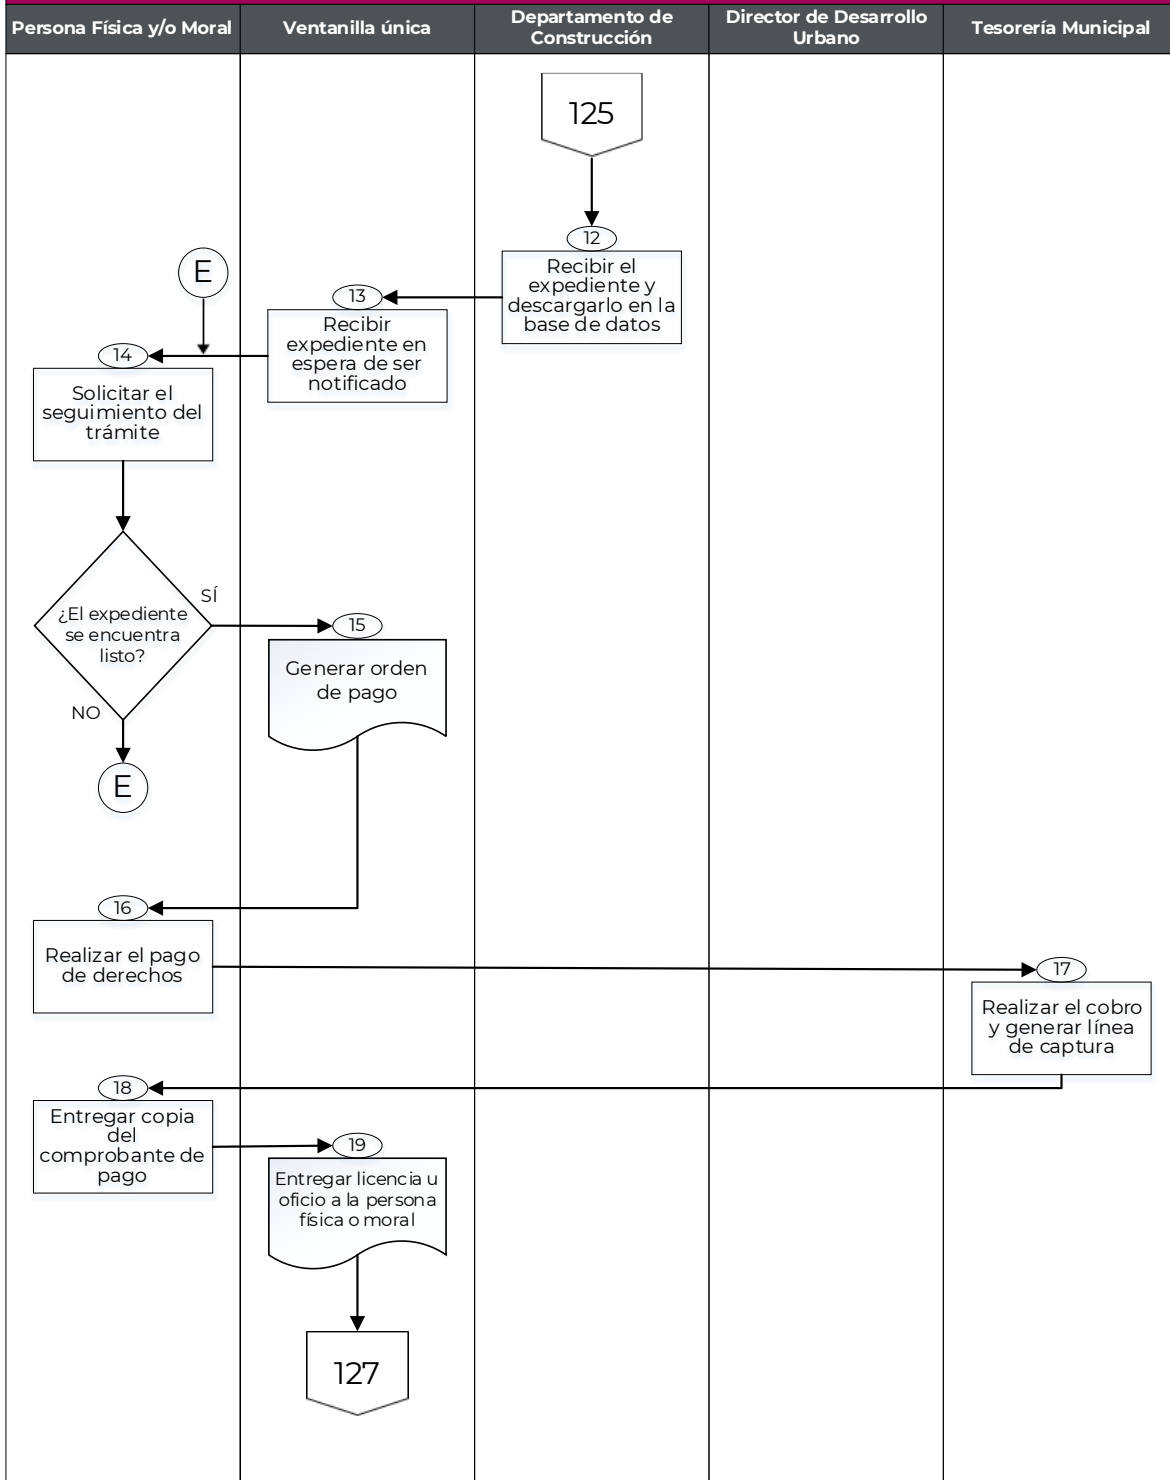 Persona Física y/o Moral
Ventanilla única
Departamento de
Construcción
Director de Desarrollo
Urbano
Tesorería Municipal
125
12
Recibir el
expediente y
descargarlo en la
base de datos
E
13
Recibir
expediente en
espera de ser
notificado
14
Solicitar el
seguimiento del
trámite
¿El expediente
se encuentra
listo?
SÍ
NO
E
15
Generar orden
de pago
16
Realizar el pago
de derechos
17
Realizar el cobro
y generar línea
de captura
18
Entregar copia
del
comprobante de
pago
19
Entregar licencia u
oficio a la persona
física o moral
127